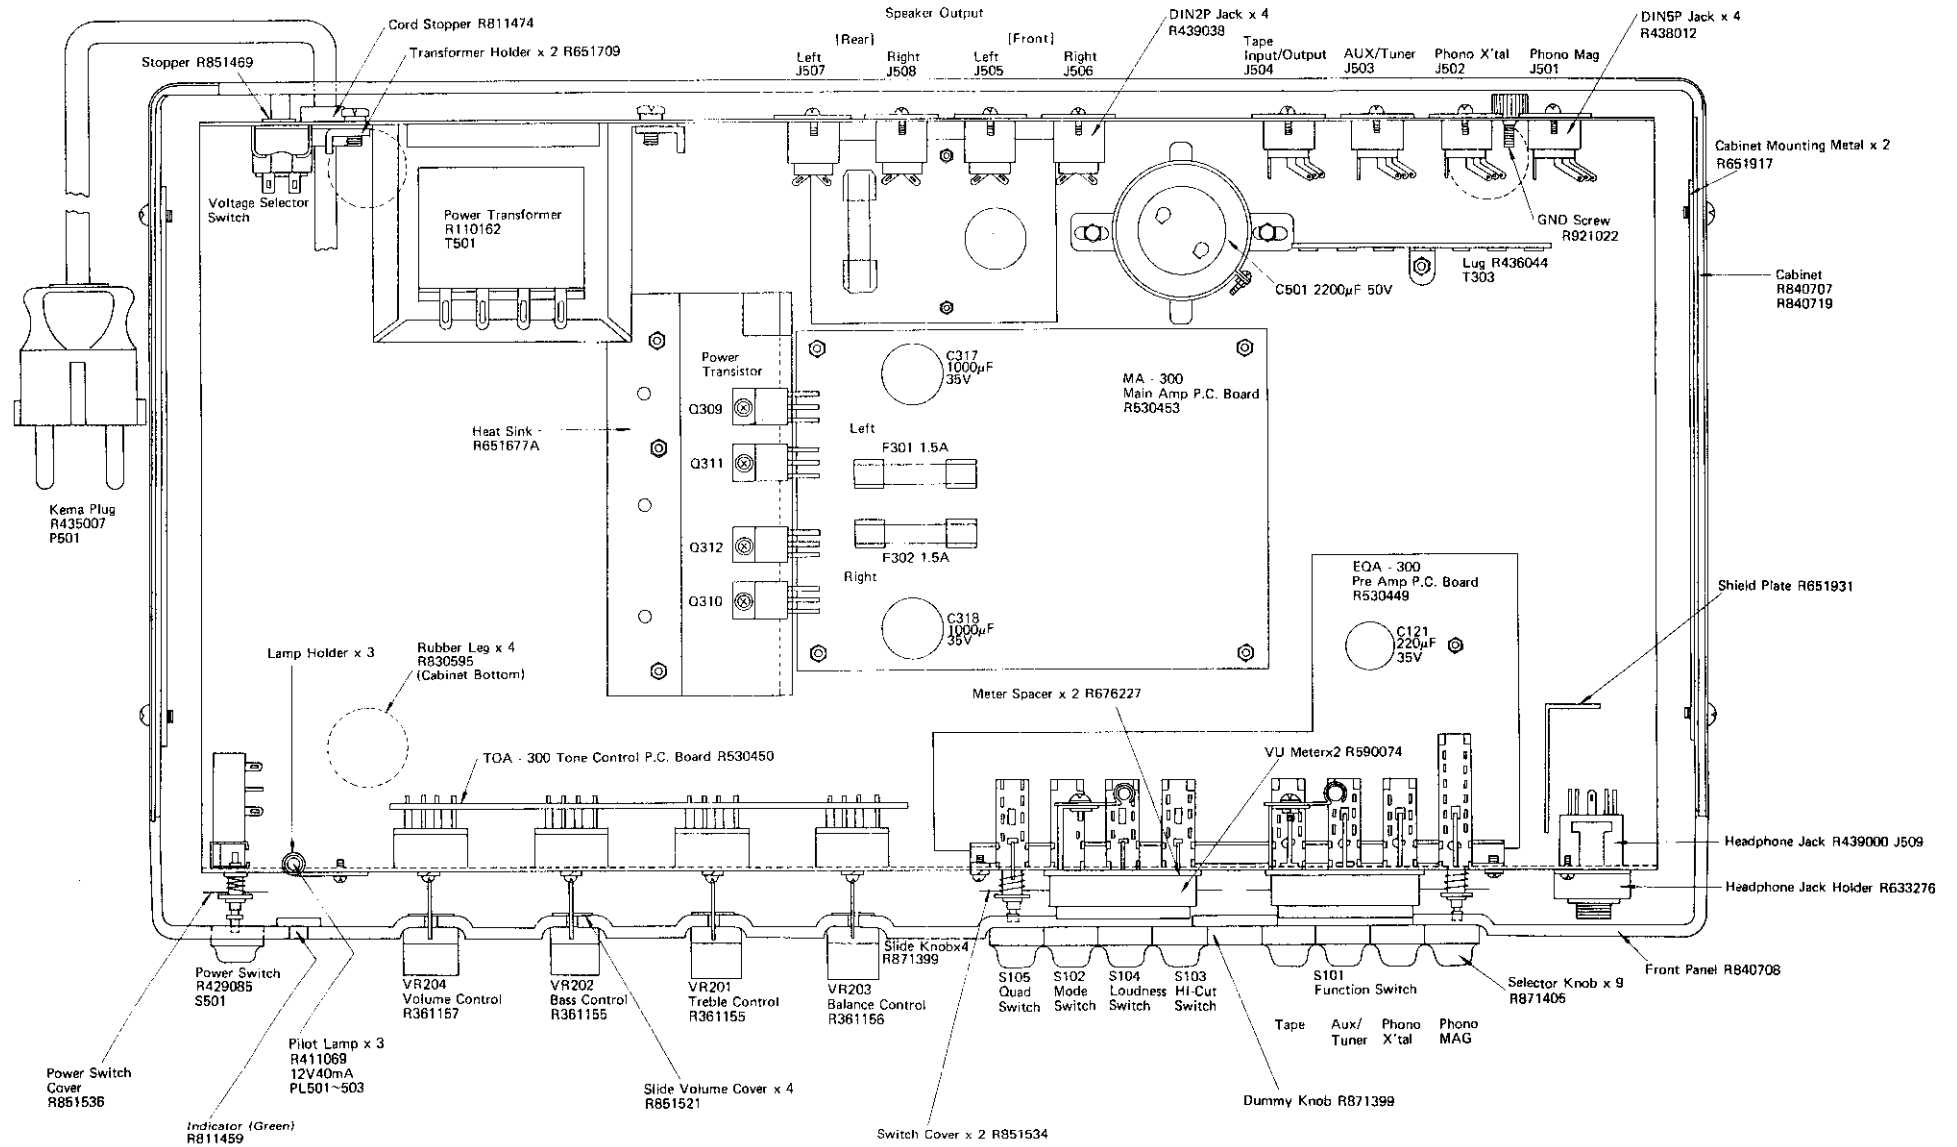 Cord Stopper R811474
Transformer Holder x 2 R651709
Stopper R851469
Speaker Output
[Rear]
[Front]
Left
J507
Right
J508
Left
J505
Right
J506
DIN2P Jack x 4
R439038
Tape
Input/Output
J504
AUX/Tuner
J503
Phono X'tal
J502
Phono Mag
J501
DIN5P Jack x 4
R438012
Cabinet Mounting Metal x 2
R651917
Voltage Selector
Switch
Power Transformer
R110162
T501
GND Screw
R921022
Lug R436044
T303
C501 2200µF 50V
Cabinet
R840707
R840719
Kema Plug
R435007
P501
Heat Sink
R651677A
Power
Transistor
Q309
Q311
Q312
Q310
C317
1000µF
35V
Left
F301 1.5A
F302 1.5A
Right
C318
1000µF
35V
MA - 300
Main Amp P.C. Board
R530453
EQA - 300
Pre Amp P.C. Board
R530449
C121
220µF
35V
Shield Plate R651931
Lamp Holder x 3
Rubber Leg x 4
R830595
(Cabinet Bottom)
Meter Spacer x 2 R676227
TOA - 300 Tone Control P.C. Board R530450
VU Meterx2 R590074
Headphone Jack R439000 J509
Headphone Jack Holder R633276
Power Switch
R429085
S501
VR204
Volume Control
R361157
VR202
Bass Control
R361155
VR201
Treble Control
R361155
VR203
Balance Control
R361156
Slide Knobx4
R871399
S105
Quad
Switch
S102
Mode
Switch
S104
Loudness
Switch
S103
Hi-Cut
Switch
S101
Function Switch
Tape
Aux/
Tuner
Phono
X'tal
Phono
MAG
Selector Knob x 9
R871405
Front Panel R840708
Power Switch
Cover
R851536
Pilot Lamp x 3
R411069
12V40mA
PL501~503
Indicator (Green)
R811459
Slide Volume Cover x 4
R851521
Switch Cover x 2 R851534
Dummy Knob R871399